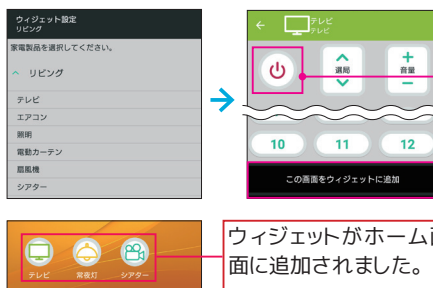 ウィジェット設定
リビング
家電製品を選択してください。
リビング
テレビ
エアコン
照明
電動カーテン
扇風機
シアター
テレビ
テレビ
選局
音量
10 11 12
この画面をウィジェットに追加
テレビ 常夜灯 シアター
ウィジェットがホーム画
面に追加されました。